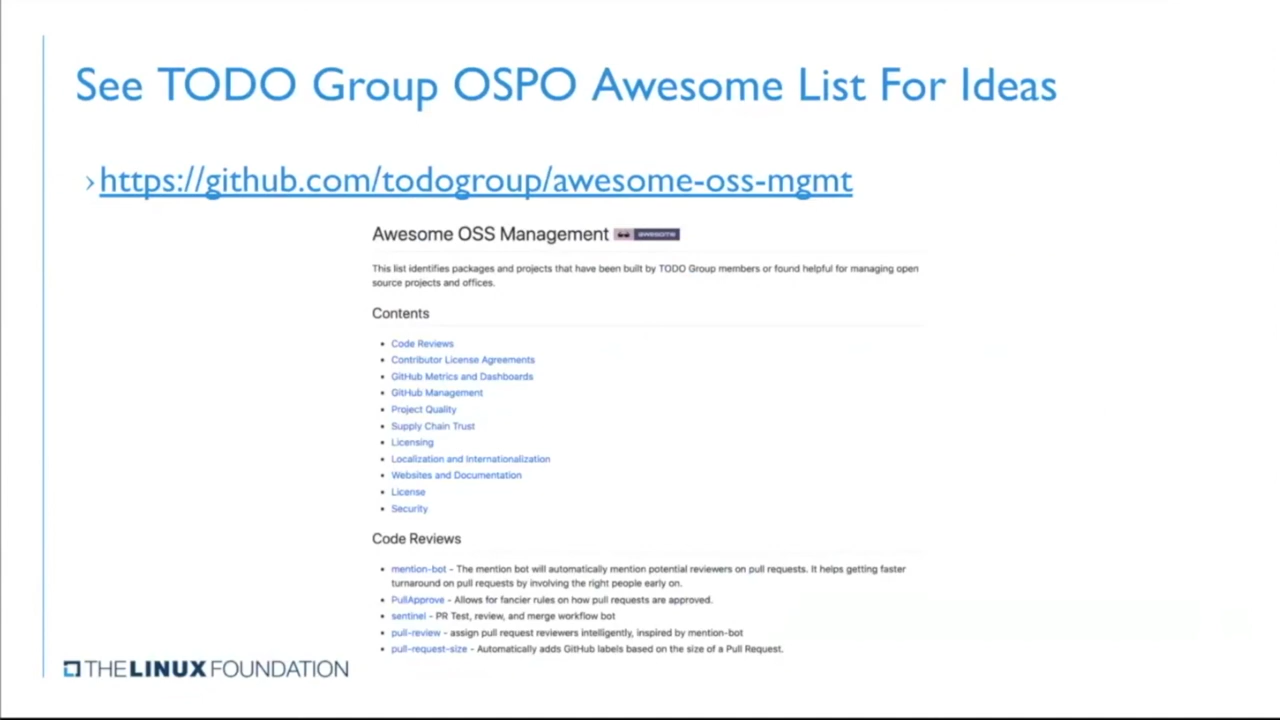 See TODO Group OSPO Awesome List For Ideas
›https://github.com/todogroup/awesome-oss-mgmt
Awesome OSS Management awesome
This list identifies packages and projects that have been built by TODO Group members or found helpful for managing open
source projects and offices.
Contents
• Code Reviews
• Contributor License Agreements
• GitHub Metrics and Dashboards
• GitHub Management
• Project Quality
• Supply Chain Trust
• Licensing
• Localization and Internationalization
• Websites and Documentation
• License
• Security
Code Reviews
• mention-bot - The mention bot will automatically mention potential reviewers on pull requests. It helps getting faster
turnaround on pull requests by involving the right people early on.
• PullApprove - Allows for fancier rules on how pull requests are approved.
• sentinel - PR Test, review, and merge workflow bot
• pull-review - assign pull request reviewers intelligently, inspired by mention-bot
• pull-request-size - Automatically adds GitHub labels based on the size of a Pull Request.
THE LINUX FOUNDATION